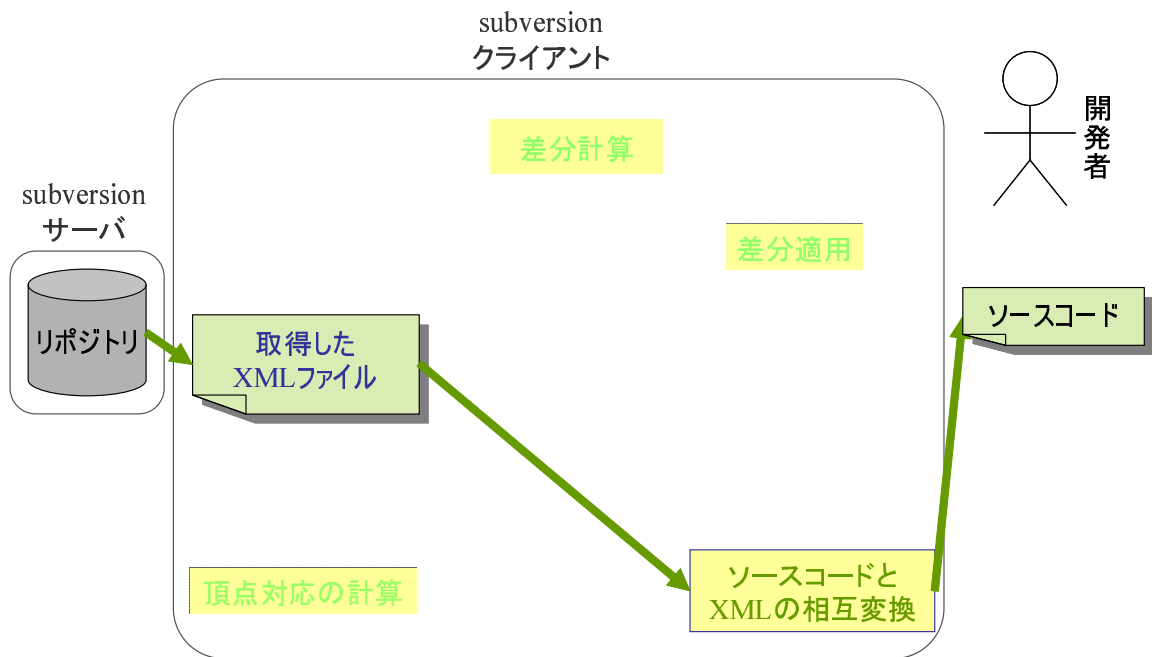 subversion
クライアント
開発者
差分計算
subversion
サーバ
差分適用
リポジトリ
取得した
XMLファイル
ソースコード
頂点対応の計算
ソースコードと
XMLの相互変換